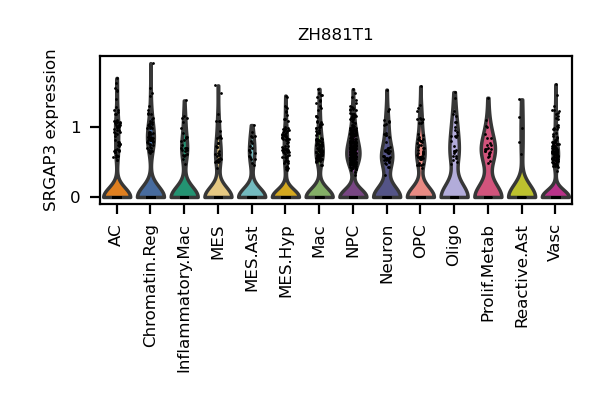 ZH881T1
SRGAP3 expression
1
0
AC
Chromatin.Reg
Inflammatory.Mac
MES
MES.Ast
MES.Hyp
Mac
NPC
Neuron
OPC
Oligo
Prolif.Metab
Reactive.Ast
Vasc